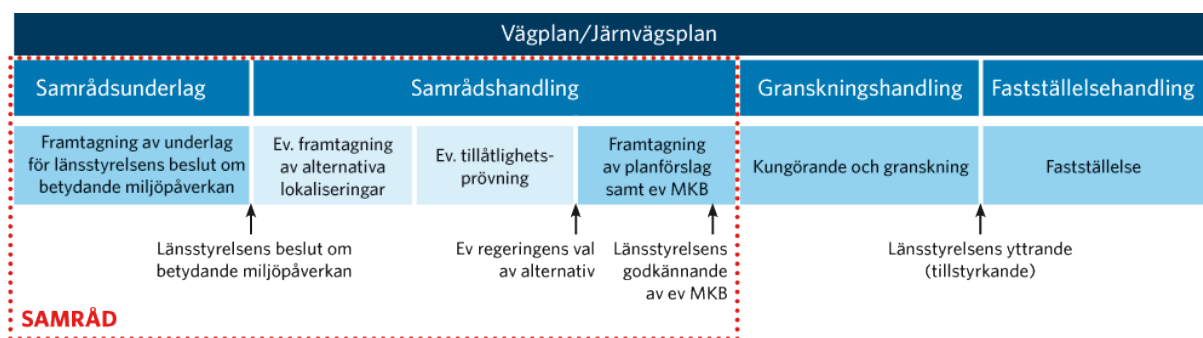 Vägplan/Järnvägsplan
Samrådsunderlag
Samrådshandling
Granskningshandling
Fastställelsehandling
Framtagning av underlag
för länsstyrelsens beslut om
betydande miljöpåverkan
Ev. framtagning
av alternativa
lokaliseringar
Ev. tillåtlighets-
prövning
Framtagning
av planförslag
samt ev MKB
Kungörande och granskning
Fastställelse
Länsstyrelsens beslut om
betydande miljöpåverkan
Ev regeringens val
av alternativ
Länsstyrelsens
godkännande
av ev MKB
Länsstyrelsens yttrande
(tillstyrkande)
SAMRÅD